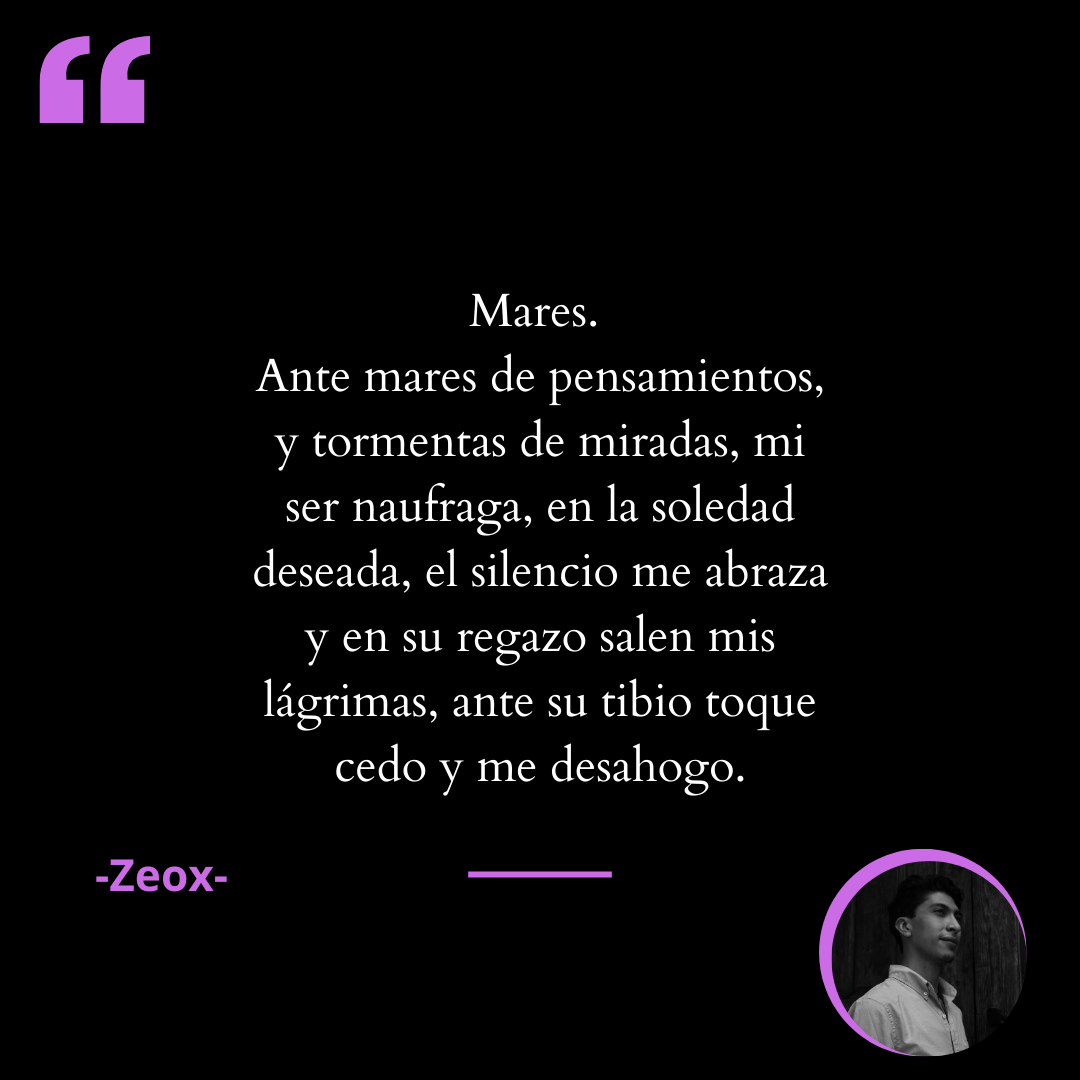 “
Mares.
Ante mares de pensamientos,
y tormentas de miradas, mi
ser naufraga, en la soledad
deseada, el silencio me abraza
y en su regazo salen mis
lágrimas, ante su tibio toque
cedo y me desahogo.
-Zeox-